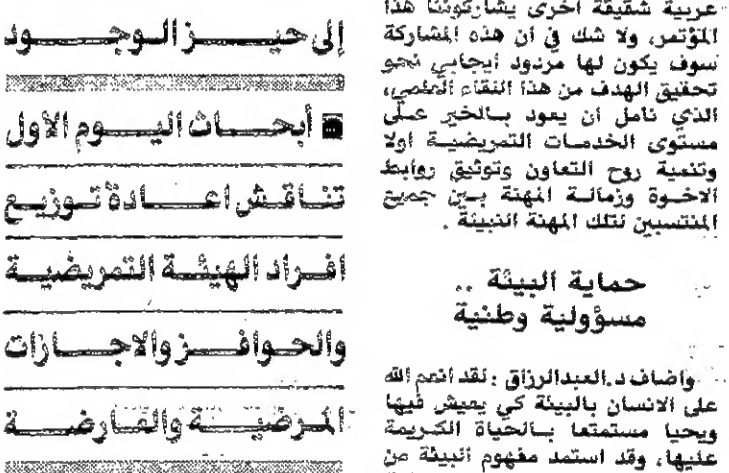 عربية شقيقة اخرى يشاركوننا هذا
المؤتمر، ولا شك في ان هذه المشاركة
سوف يكون لها مردود ايجابي نحو
تحقيق الهدف من هذا اللقاء العلمي،
الذي نامل ان يعود بالخير على
مستوى الخدمات التمريضية اولا
وتنمية روح التعاون وتوثيق روابط
الاخوة وزمالة المهنة بين جميع
المنتسبين لتلك المهنة النبيلة .
حماية البيئة ..
مسؤولية وطنية
واضاف د.العبدالرزاق : لقد انعم الله
على الانسان بالبيئة كي يعيش فيها
ويحيا مستمتعا بالحياة الكريمة
عليها، وقد استمد مفهوم البيئة من
إلى حيز الوجود
أبحاث اليوم الاول
تناقش اعادة توزيع
افراد الهيئة التمريضية
والحوافز والاجازات
المرضية والعارضة